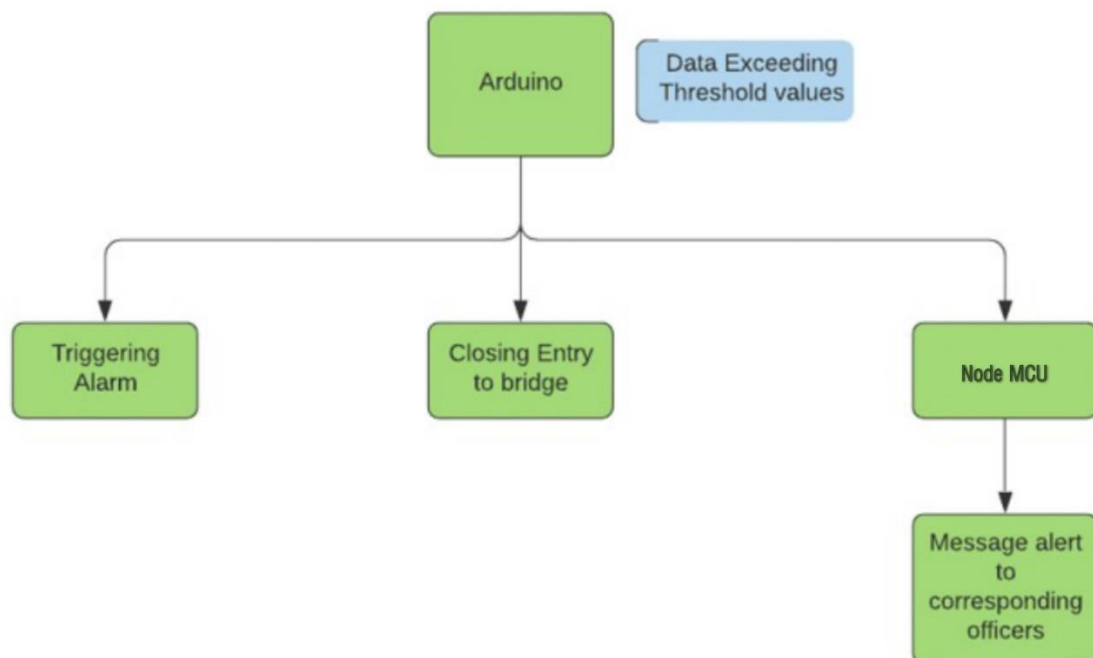 Arduino
Data Exceeding
Threshold values
Triggering
Alarm
Closing Entry
to bridge
Node MCU
Message alert
to
corresponding
officers